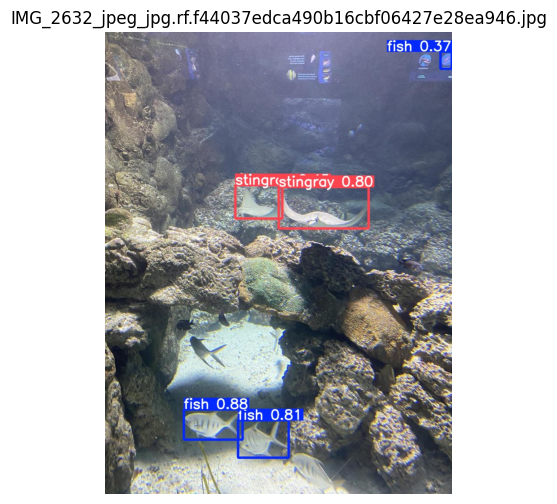 IMG_2632_jpeg_jpg.rf.f44037edca490b16cbf06427e28ea946.jpg
fish 0.37
stingray 0.80
fish 0.88
fish 0.81